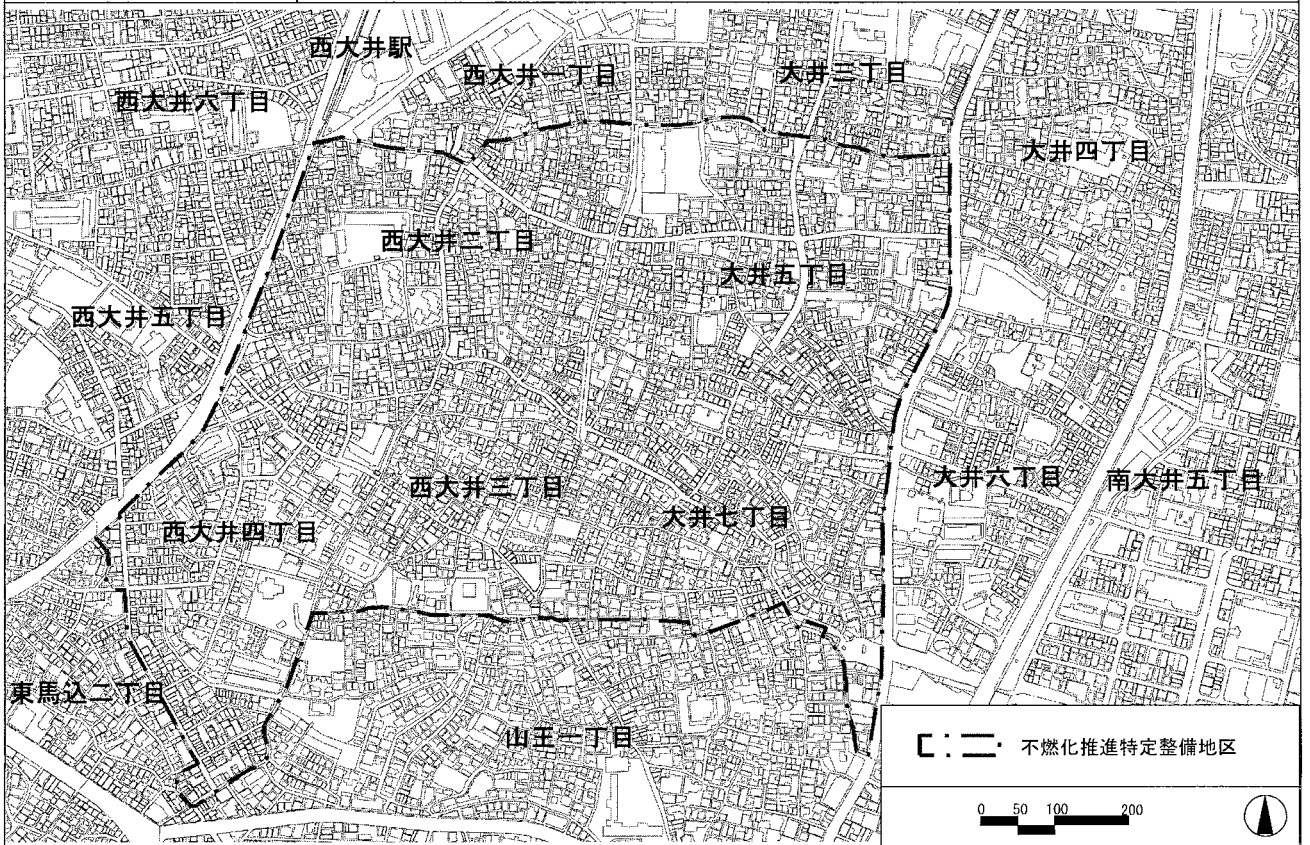 西大井駅
西大井一丁目
大井三丁目
西大井六丁目
大井四丁目
西大井二丁目
大井五丁目
西大井五丁目
西大井三丁目
大井六丁目
南大井五丁目
大井七丁目
西大井四丁目
東馬込二丁目
山王一丁目
不燃化推進特定整備地区
0 50 100 200